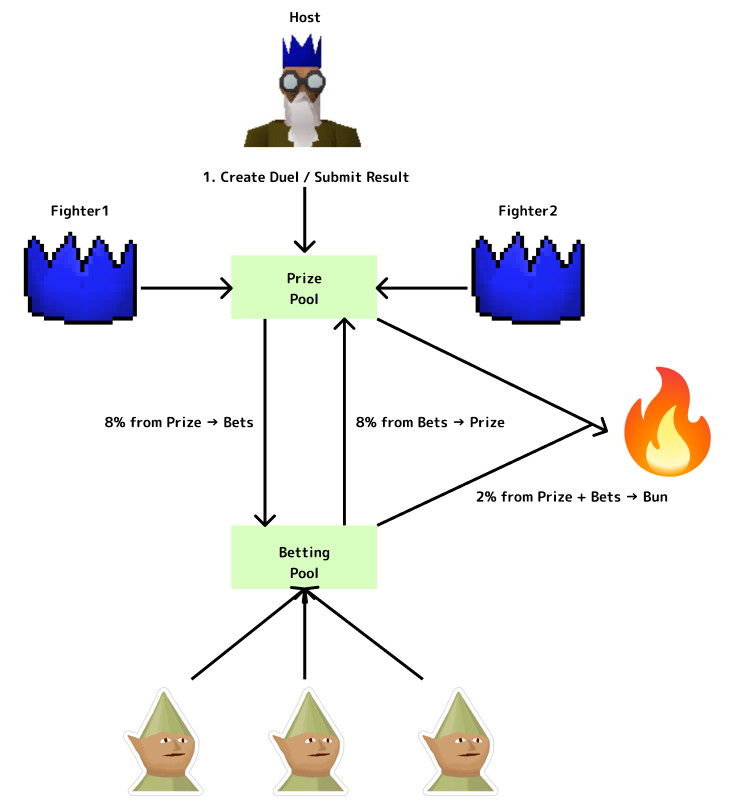 Host
1. Create Duel / Submit Result
Fighter1
Fighter2
Prize
Pool
8% from Prize → Bets
8% from Bets → Prize
2% from Prize + Bets → Bun
Betting
Pool